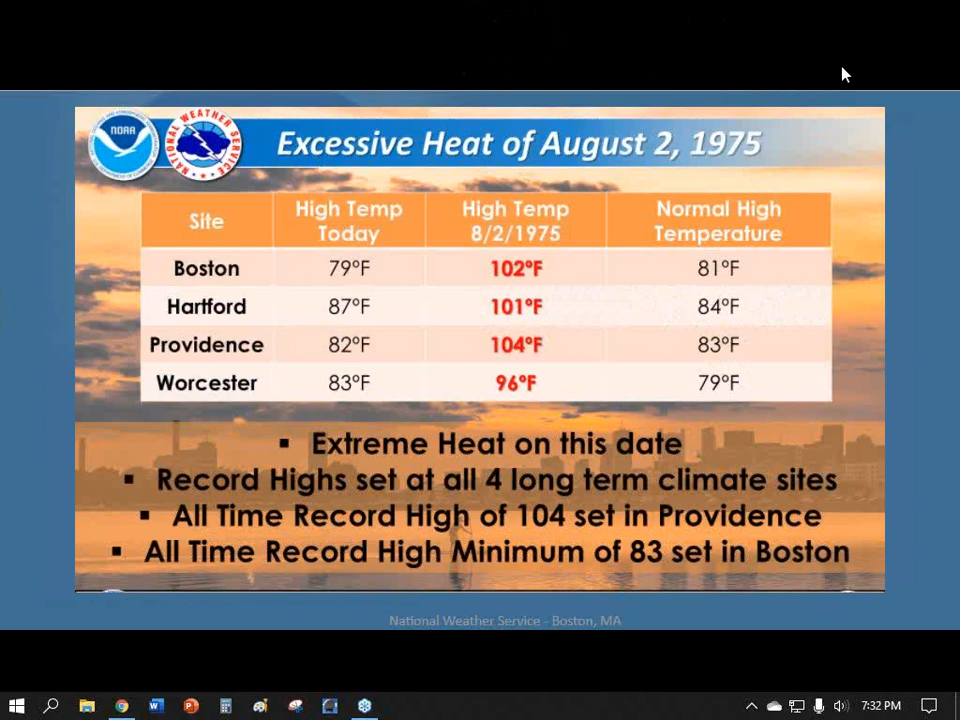 NOAA
NATIONAL WEATHER SERVICE
Excessive Heat of August 2, 1975
Site High Temp Today High Temp 8/2/1975 Normal High Temperature
Boston 79°F 102°F 81°F
Hartford 87°F 101°F 84°F
Providence 82°F 104°F 83°F
Worcester 83°F 96°F 79°F
▪ Extreme Heat on this date
▪ Record Highs set at all 4 long term climate sites
▪ All Time Record High of 104 set in Providence
▪ All Time Record High Minimum of 83 set in Boston
National Weather Service - Boston, MA
7:32 PM